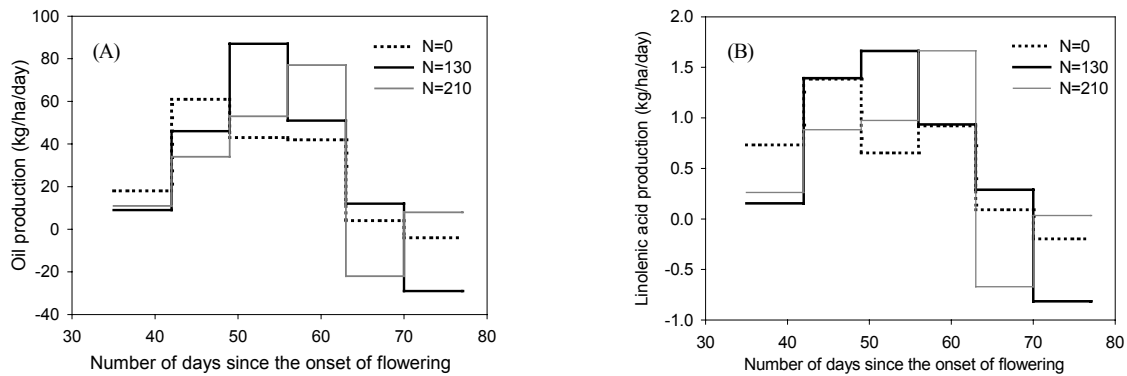 (A)
Oil production (kg/ha/day)
100
80
60
40
20
0
-20
-40
N=0
N=130
N=210
30 40 50 60 70 80
Number of days since the onset of flowering
(B)
Linolenic acid production (kg/ha/day)
2.0
1.5
1.0
0.5
0.0
-0.5
-1.0
N=0
N=130
N=210
30 40 50 60 70 80
Number of days since the onset of flowering